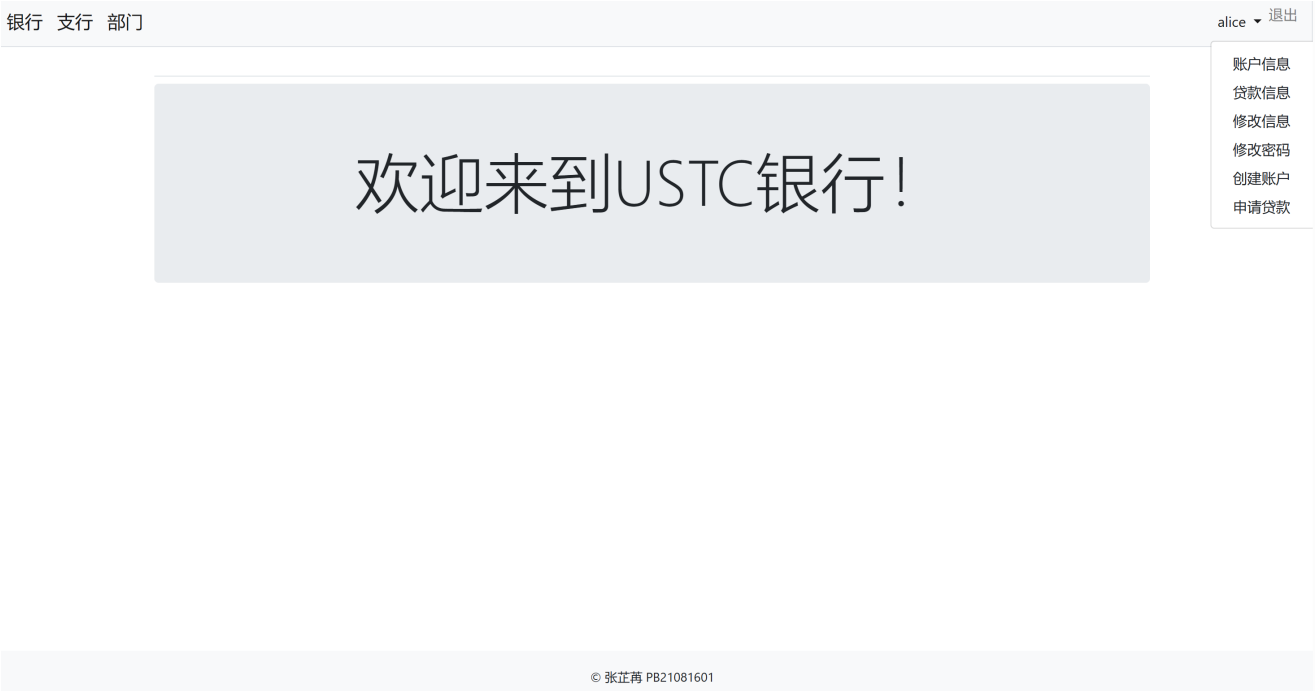 银行 支行 部门 alice 退出
账户信息
贷款信息
修改信息
修改密码
创建账户
申请贷款
欢迎来到USTC银行!
© 张芷苒 PB21081601